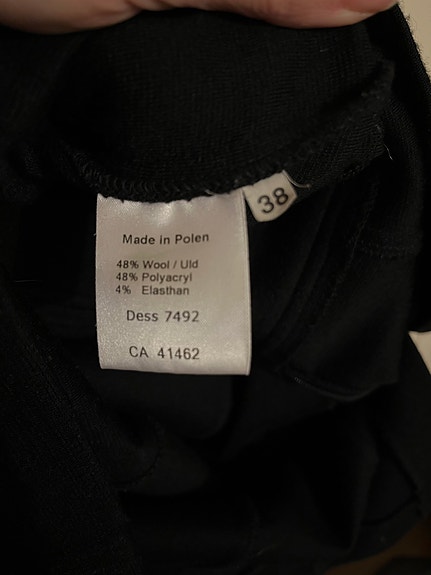 38
Made in Polen
48% Wool / Uld
48% Polyacryl
4% Elasthan
Dess 7492
CA 41462